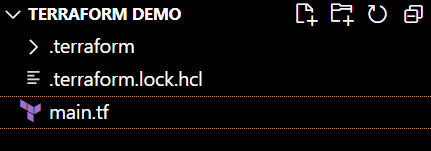 TERRAFORM DEMO
.terraform
.terraform.lock.hcl
main.tf